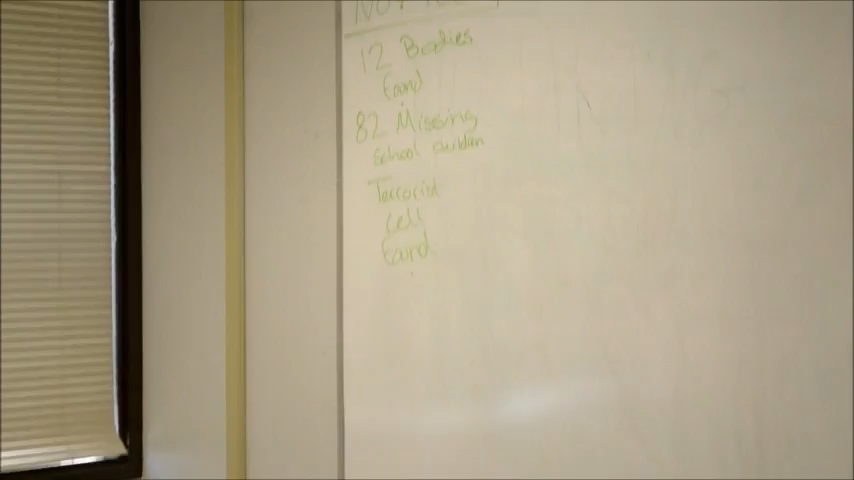 12 Bodies
found
82 Missing
school children
Terrorist
cell
found